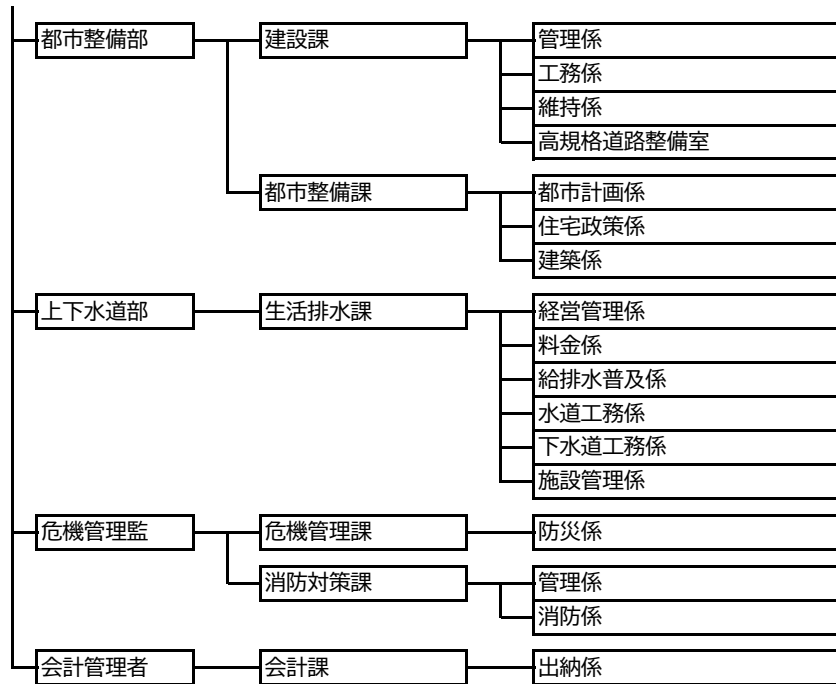 都市整備部 建設課 管理係
工務係
維持係
高規格道路整備室
都市整備課 都市計画係
住宅政策係
建築係
上下水道部 生活排水課 経営管理係
料金係
給排水普及係
水道工務係
下水道工務係
施設管理係
危機管理監 危機管理課 防災係
消防対策課 管理係
消防係
会計管理者 会計課 出納係